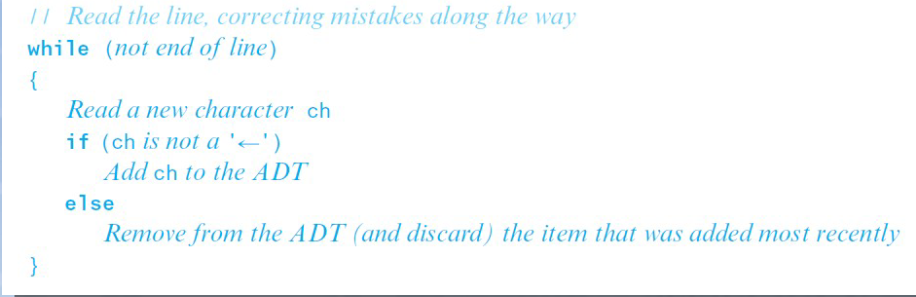 // Read the line, correcting mistakes along the way
while (not end of line)
{
Read a new character ch
if (ch is not a '←')
Add ch to the ADT
else
Remove from the ADT (and discard) the item that was added most recently
}